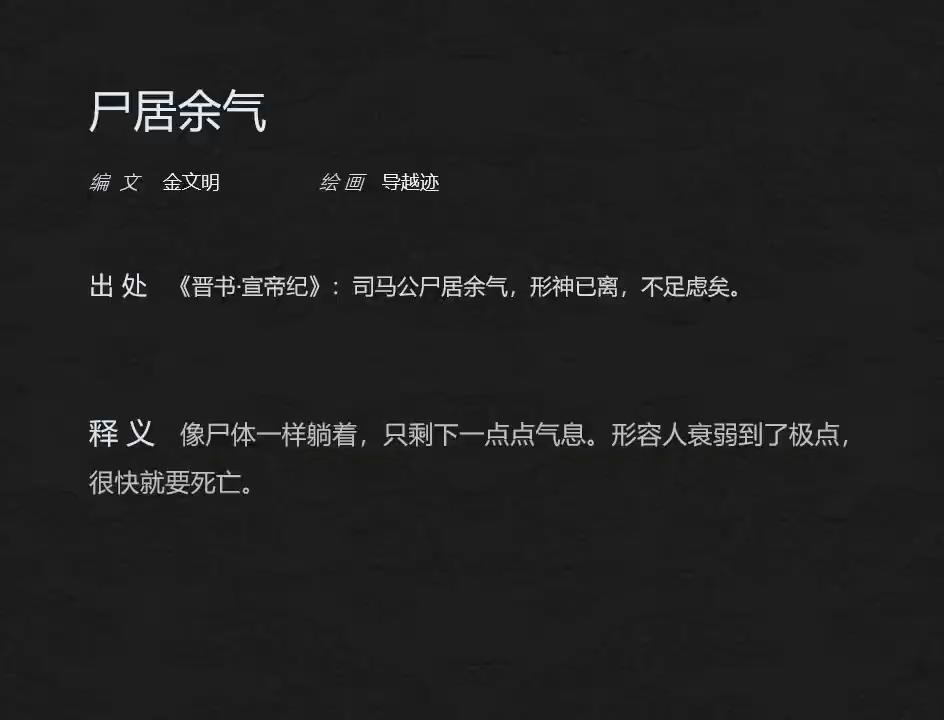 尸居余气
编 文 金文明 绘 画 导越迹
出 处 《晋书·宣帝纪》：司马公尸居余气，形神已离，不足虑矣。
释 义 像尸体一样躺着，只剩下一点点气息。形容人衰弱到了极点，
很快就要死亡。